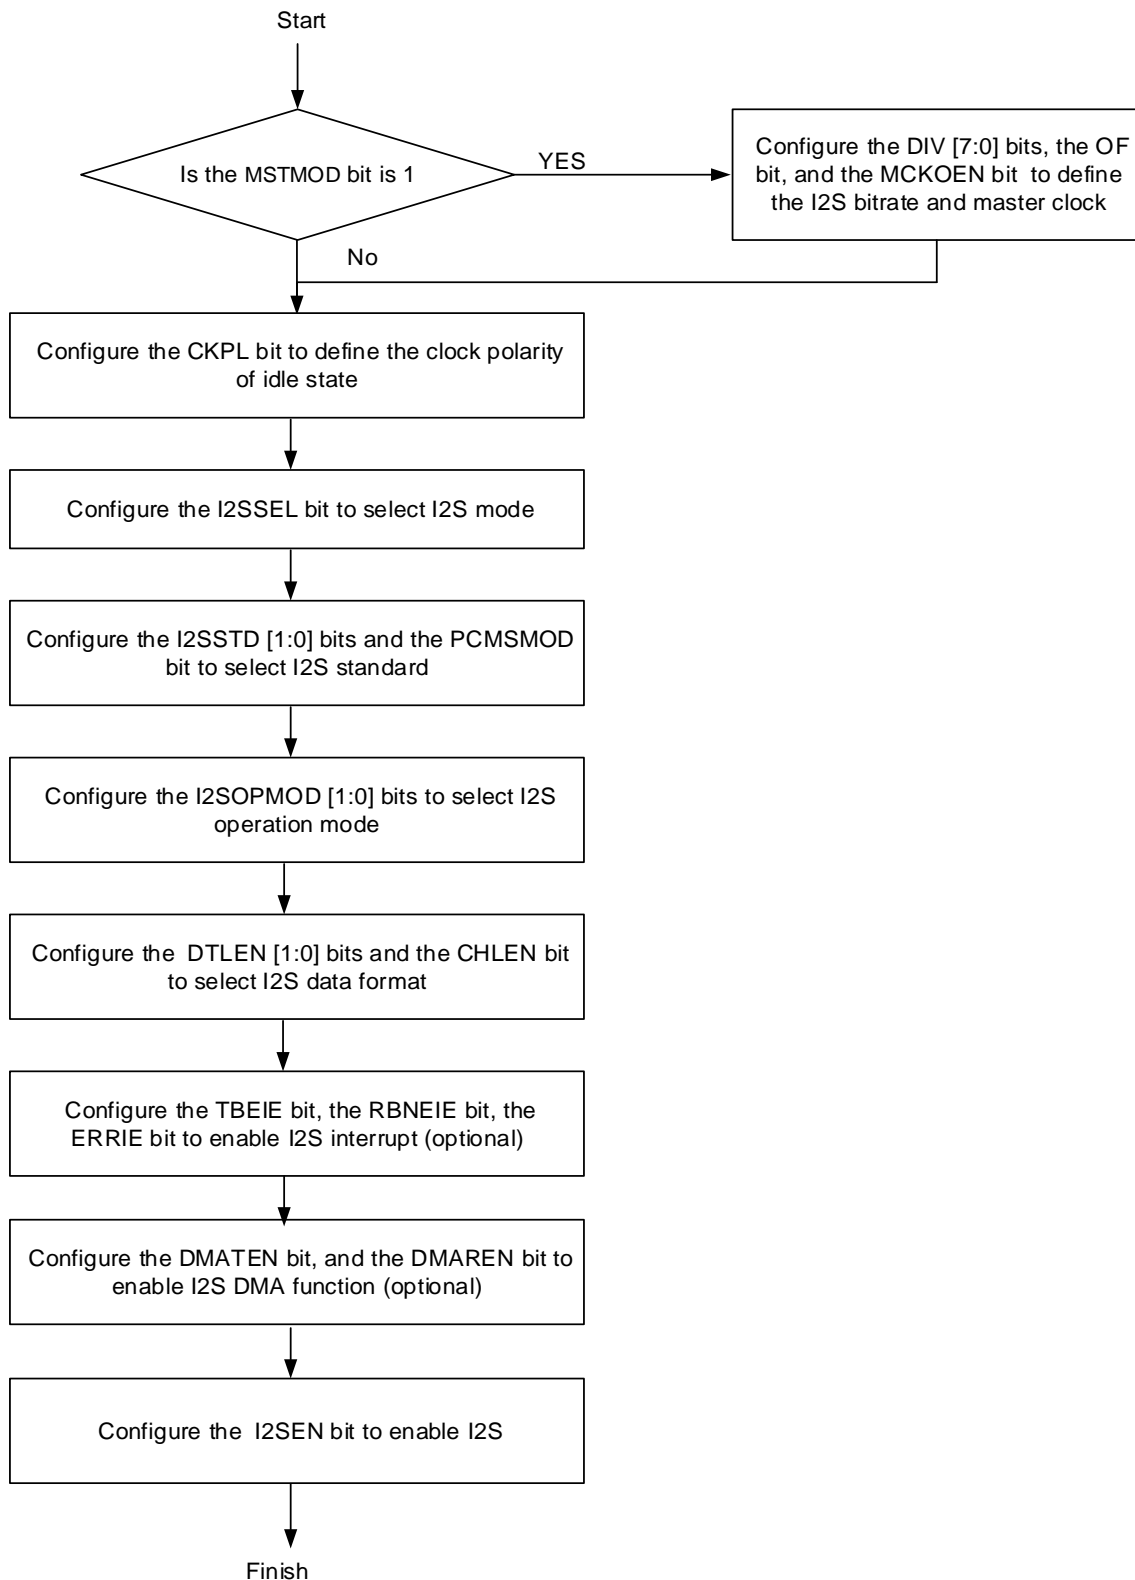 Start
Is the MSTMOD bit is 1
YES
Configure the DIV [7:0] bits, the OF
bit, and the MCKOEN bit to define
the I2S bitrate and master clock
No
Configure the CKPL bit to define the clock polarity
of idle state
Configure the I2SSEL bit to select I2S mode
Configure the I2SSTD [1:0] bits and the PCMSMOD
bit to select I2S standard
Configure the I2SOPMOD [1:0] bits to select I2S
operation mode
Configure the DTLEN [1:0] bits and the CHLEN bit
to select I2S data format
Configure the TBEIE bit, the RBNEIE bit, the
ERRIE bit to enable I2S interrupt (optional)
Configure the DMATEN bit, and the DMAREN bit to
enable I2S DMA function (optional)
Configure the I2SEN bit to enable I2S
Finish